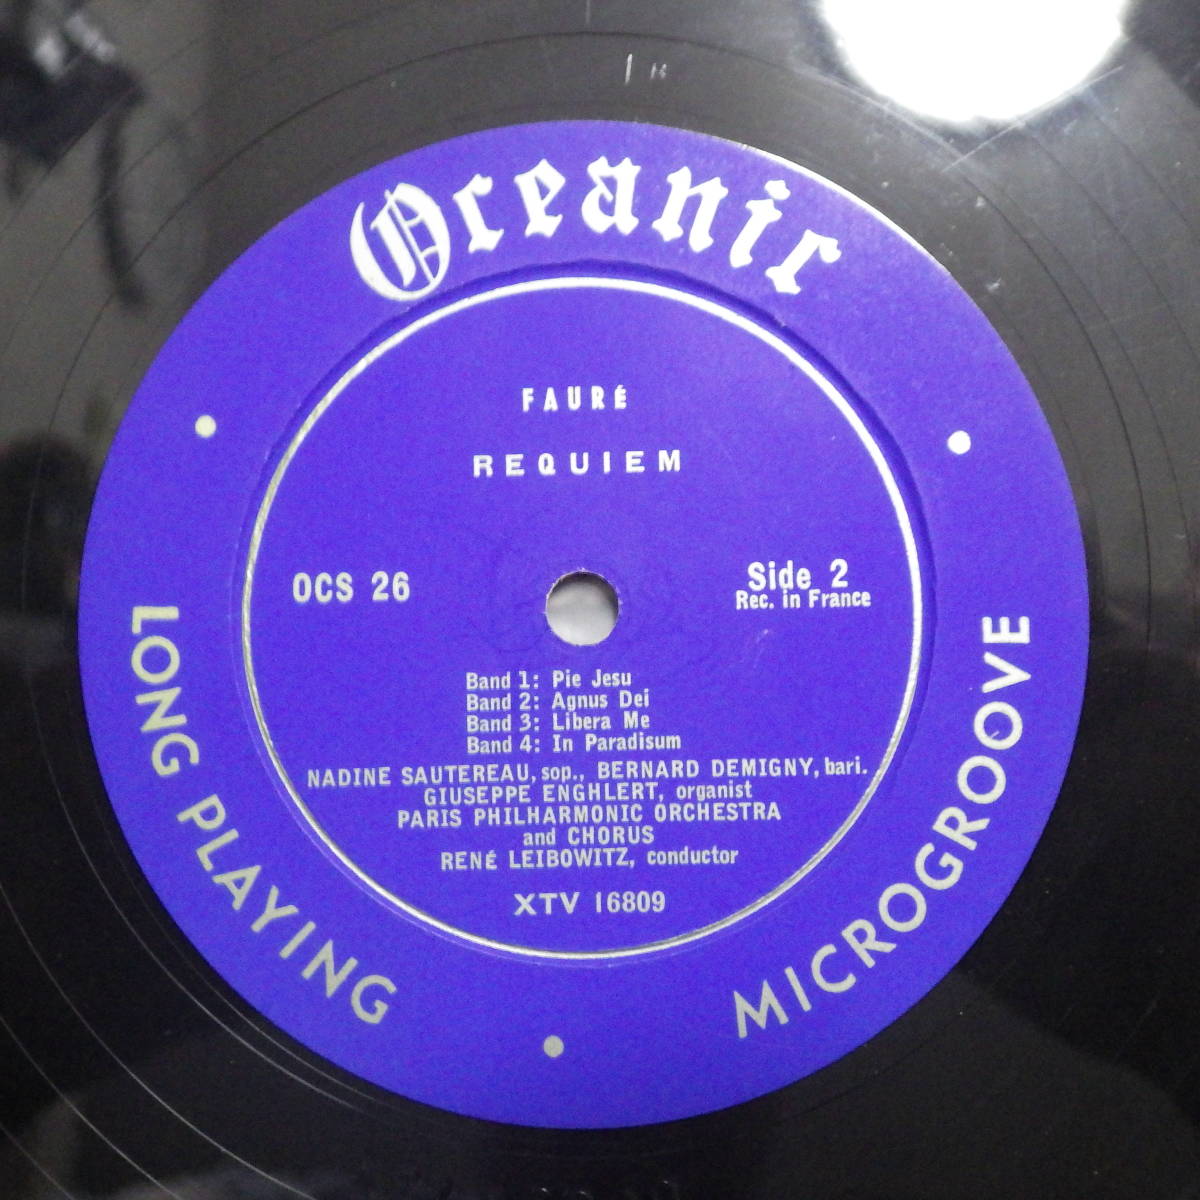 Oceanic
FAURÉ
REQUIEM
OCS 26
Side 2
Rec. in France
Band 1: Pie Jesu
Band 2: Agnus Dei
Band 3: Libera Me
Band 4: In Paradisum
NADINE SAUTEREAU, sop., BERNARD DEMIGNY, bari.
GIUSEPPE ENGHLERT, organist
PARIS PHILHARMONIC ORCHESTRA
and CHORUS
RENÉ LEIBOWITZ, conductor
XTV 16809
LONG PLAYING
MICROGROOVE